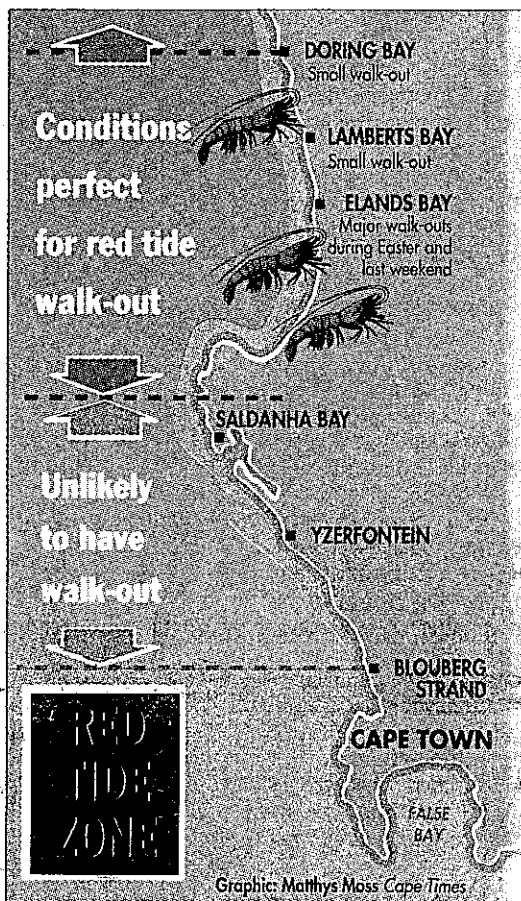 DORING BAY
Small walk-out
Conditions
perfect
for red tide
walk-out
LAMBERTS BAY
Small walk-out
ELANDS BAY
Major walk-outs
during Easter and
last weekend
SALDANHA BAY
Unlikely
to have
walk-out
YZERFONTEIN
BLOUBERG
STRAND
RED
TIDE
ZONE
CAPE TOWN
FALSE
BAY
Graphic: Matthys Moss Cape Times